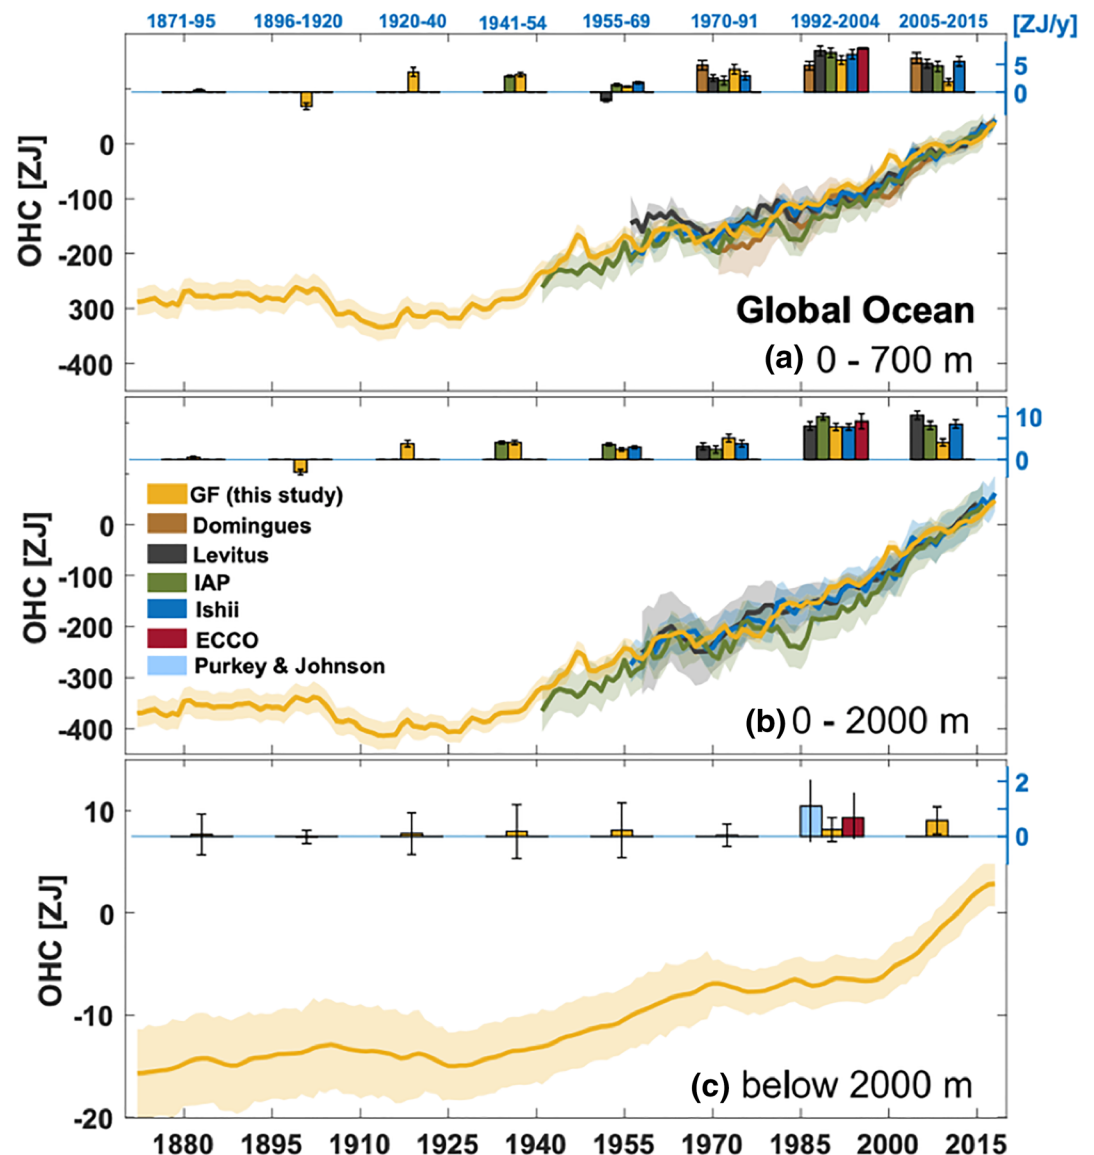 1871-95 1896-1920 1920-40 1941-54 1955-69 1970-91 1992-2004 2005-2015 [ZJ/y]
5
0
OHC [ZJ]
0
-100
-200
300
-400
Global Ocean
(a) 0 - 700 m
10
0
OHC [ZJ]
0
-100
-200
-300
-400
GF (this study)
Domingues
Levitus
IAP
Ishii
ECCO
Purkey & Johnson
(b) 0 - 2000 m
2
0
OHC [ZJ]
10
0
-10
-20
(c) below 2000 m
1880 1895 1910 1925 1940 1955 1970 1985 2000 2015